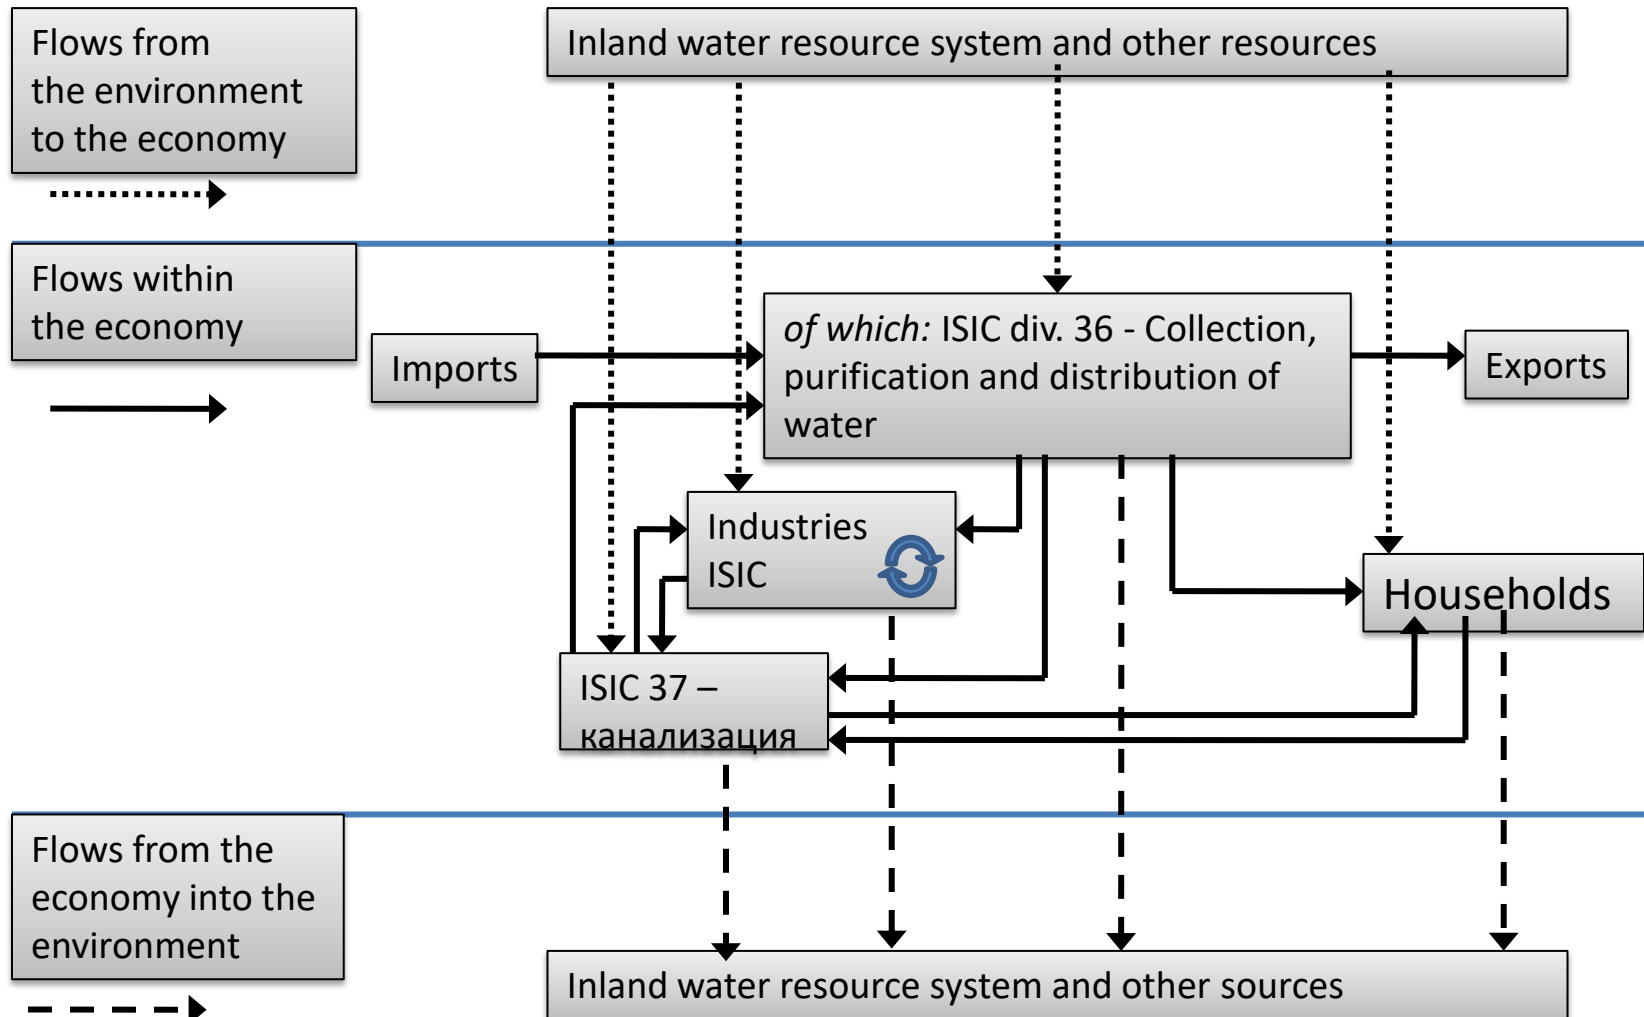 Flows from
the environment
to the economy
Inland water resource system and other resources
Flows within
the economy
Imports
of which: ISIC div. 36 - Collection,
purification and distribution of
water
Exports
Industries
ISIC
Households
ISIC 37 –
канализация
Flows from the
economy into the
environment
Inland water resource system and other sources